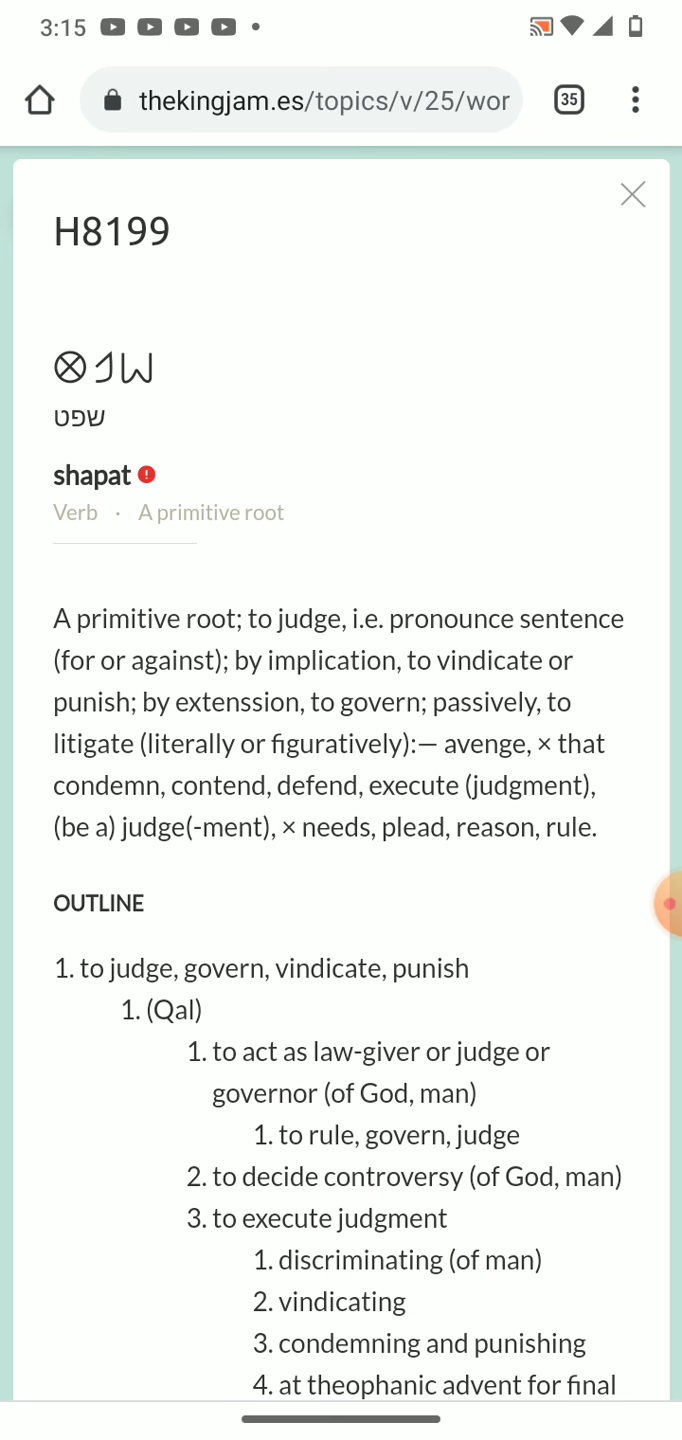 3:15
thekingjam.es/topics/v/25/wor
35
H8199
שפט
shapat
Verb · A primitive root
A primitive root; to judge, i.e. pronounce sentence
(for or against); by implication, to vindicate or
punish; by extenssion, to govern; passively, to
litigate (literally or figuratively):— avenge, × that
condemn, contend, defend, execute (judgment),
(be a) judge(-ment), × needs, plead, reason, rule.
OUTLINE
1. to judge, govern, vindicate, punish
1. (Qal)
1. to act as law-giver or judge or
governor (of God, man)
1. to rule, govern, judge
2. to decide controversy (of God, man)
3. to execute judgment
1. discriminating (of man)
2. vindicating
3. condemning and punishing
4. at theophanic advent for final